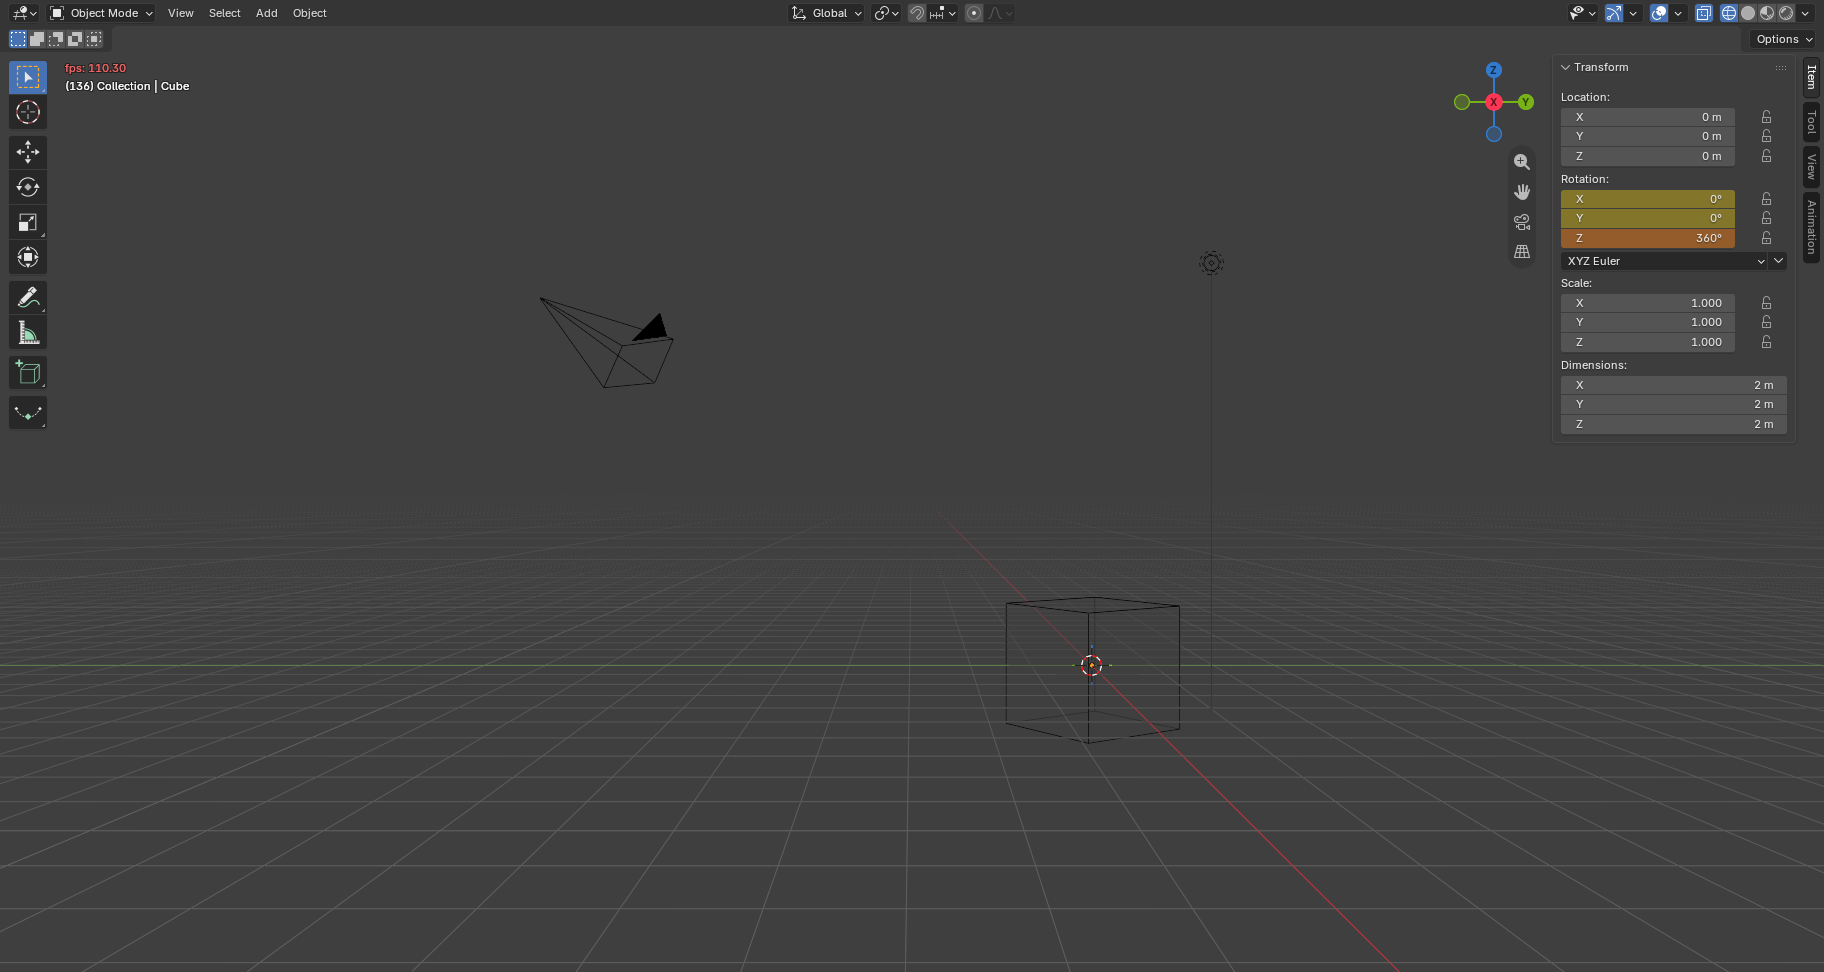 Object Mode View Select Add Object Global
Options
fps: 110.30
(136) Collection | Cube
Z
X
Y
Transform
Location:
X 0 m
Y 0 m
Z 0 m
Rotation:
X 0°
Y 0°
Z 360°
XYZ Euler
Scale:
X 1.000
Y 1.000
Z 1.000
Dimensions:
X 2 m
Y 2 m
Z 2 m
Item
Tool
View
Animation